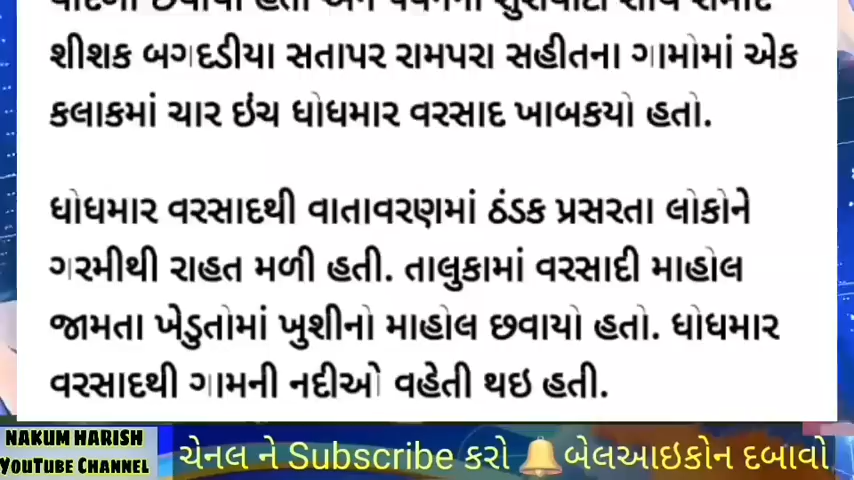 શીશક બગદડીયા સતાપર રામપરા સહીતના ગામોમાં એક
કલાકમાં ચાર ઇંચ ધોધમાર વરસાદ ખાબકયો હતો.
ધોધમાર વરસાદથી વાતાવરણમાં ઠંડક પ્રસરતા લોકોને
ગરમીથી રાહત મળી હતી. તાલુકામાં વરસાદી માહોલ
જામતા ખેડુતોમાં ખુશીનો માહોલ છવાયો હતો. ધોધમાર
વરસાદથી ગામની નદીઓ વહેતી થઇ હતી.
NAKUM HARISH
YOUTUBE CHANNEL
ચેનલ ને Subscribe કરો 🔔બેલઆઇકોન દબાવો